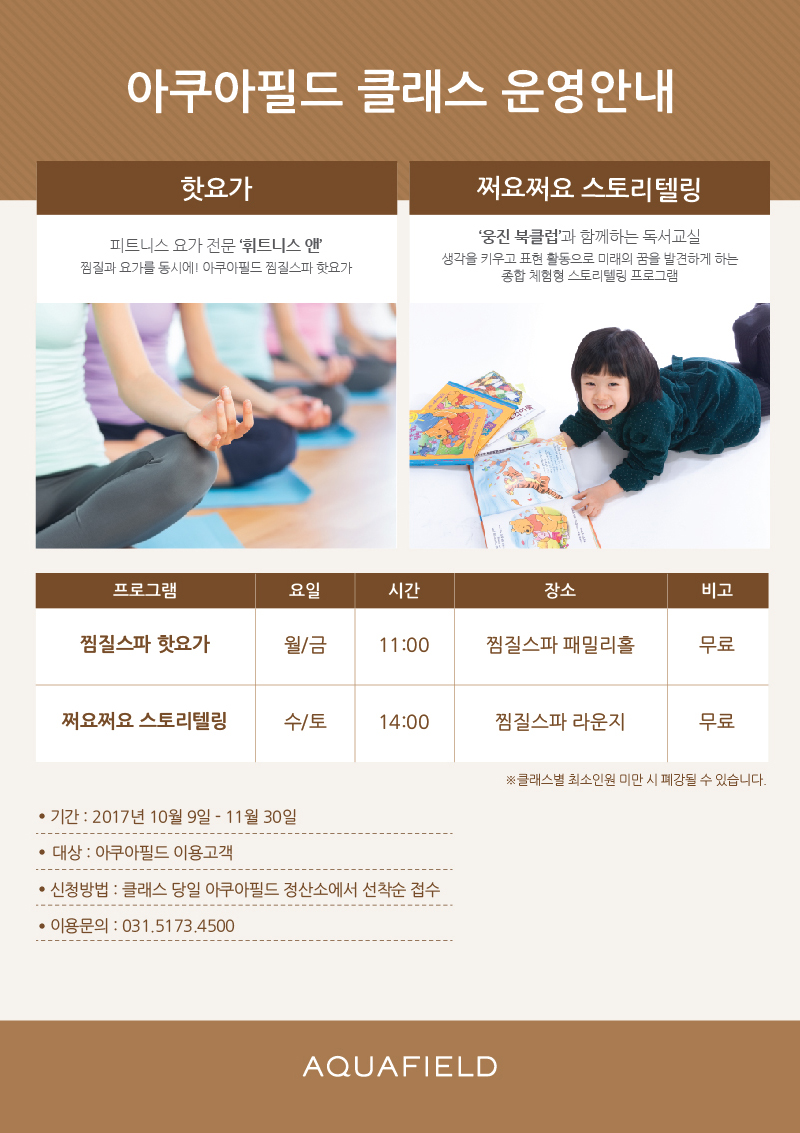 아쿠아필드 클래스 운영안내
핫요가
피트니스 요가 전문 '휘트니스 앤'
찜질과 요가를 동시에! 아쿠아필드 찜질스파 핫요가
쩌요쩌요 스토리텔링
'웅진 북클럽'과 함께하는 독서교실
생각을 키우고 표현 활동으로 미래의 꿈을 발견하게 하는
종합 체험형 스토리텔링 프로그램
프로그램 요일 시간 장소 비고
찜질스파 핫요가 월/금 11:00 찜질스파 패밀리홀 무료
쩌요쩌요 스토리텔링 수/토 14:00 찜질스파 라운지 무료
※클래스별 최소인원 미만 시 폐강될 수 있습니다.
• 기간 : 2017년 10월 9일 - 11월 30일
• 대상 : 아쿠아필드 이용고객
• 신청방법 : 클래스 당일 아쿠아필드 정산소에서 선착순 접수
• 이용문의 : 031.5173.4500
AQUAFIELD